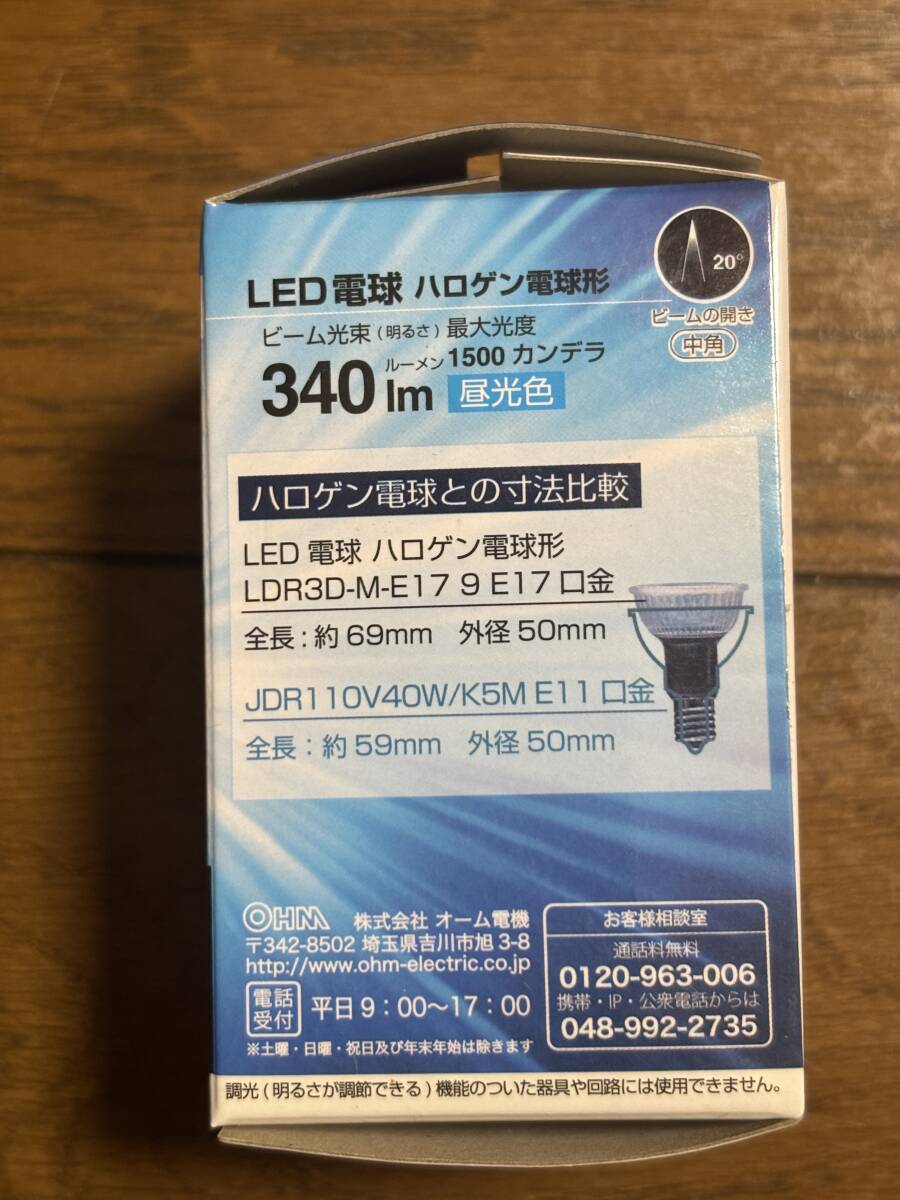 LED電球 ハロゲン電球形
ビーム光束(明るさ) 最大光度
340 ルーメン lm 1500 カンデラ
昼光色
20°
ビームの開き
中角
ハロゲン電球との寸法比較
LED 電球 ハロゲン電球形
LDR3D-M-E17 9 E17 口金
全長:約 69mm 外径 50mm
JDR110V40W/K5M E11 口金
全長:約 59mm 外径 50mm
OHM 株式会社 オーム電機
〒342-8502 埼玉県吉川市旭 3-8
http://www.ohm-electric.co.jp
電話受付 平日 9:00〜17:00
※土曜・日曜・祝日及び年末年始は除きます
お客様相談室
通話料無料
0120-963-006
携帯・IP・公衆電話からは
048-992-2735
調光(明るさが調節できる)機能のついた器具や回路には使用できません。